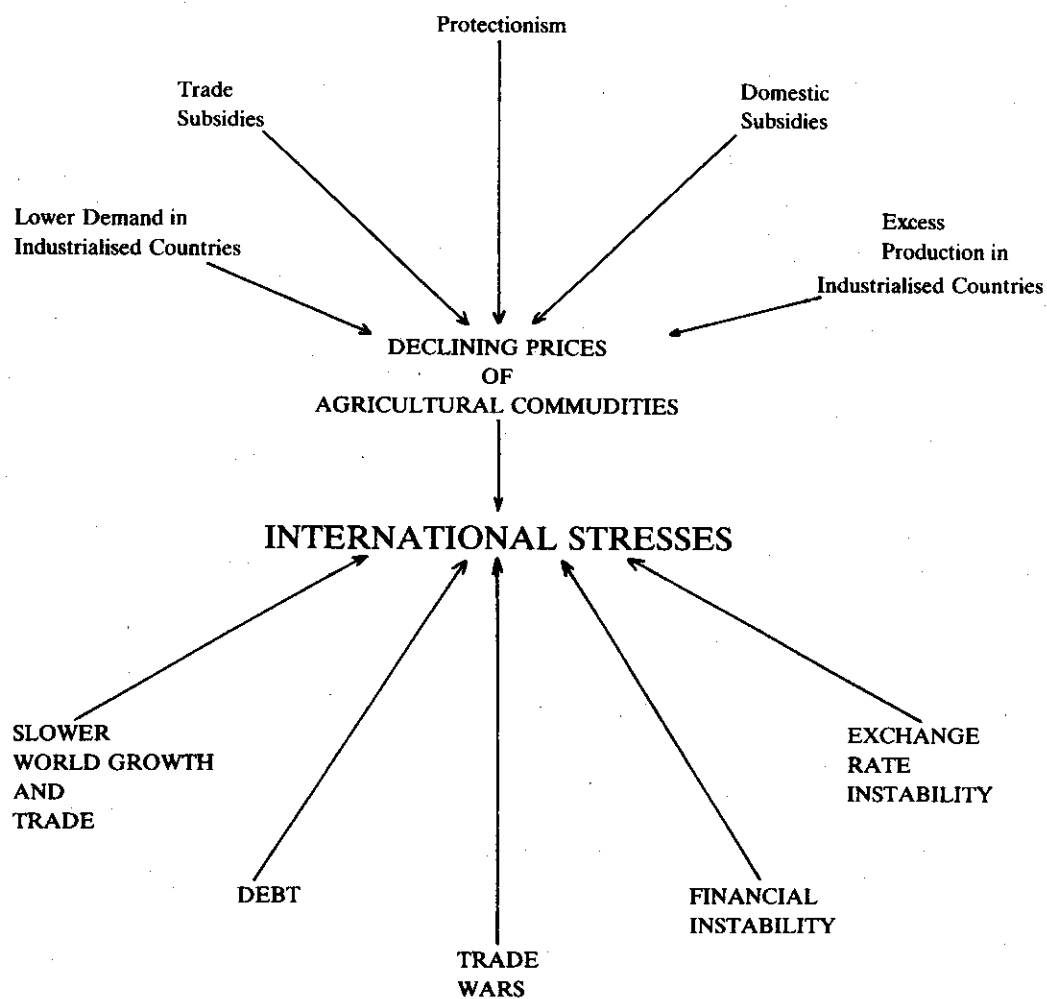 Protectionism
Trade
Subsidies
Domestic
Subsidies
Lower Demand in
Industrialised Countries
Excess
Production in
Industrialised Countries
DECLINING PRICES
OF
AGRICULTURAL COMMUDITIES
INTERNATIONAL STRESSES
SLOWER
WORLD GROWTH
AND
TRADE
EXCHANGE
RATE
INSTABILITY
DEBT
FINANCIAL
INSTABILITY
TRADE
WARS